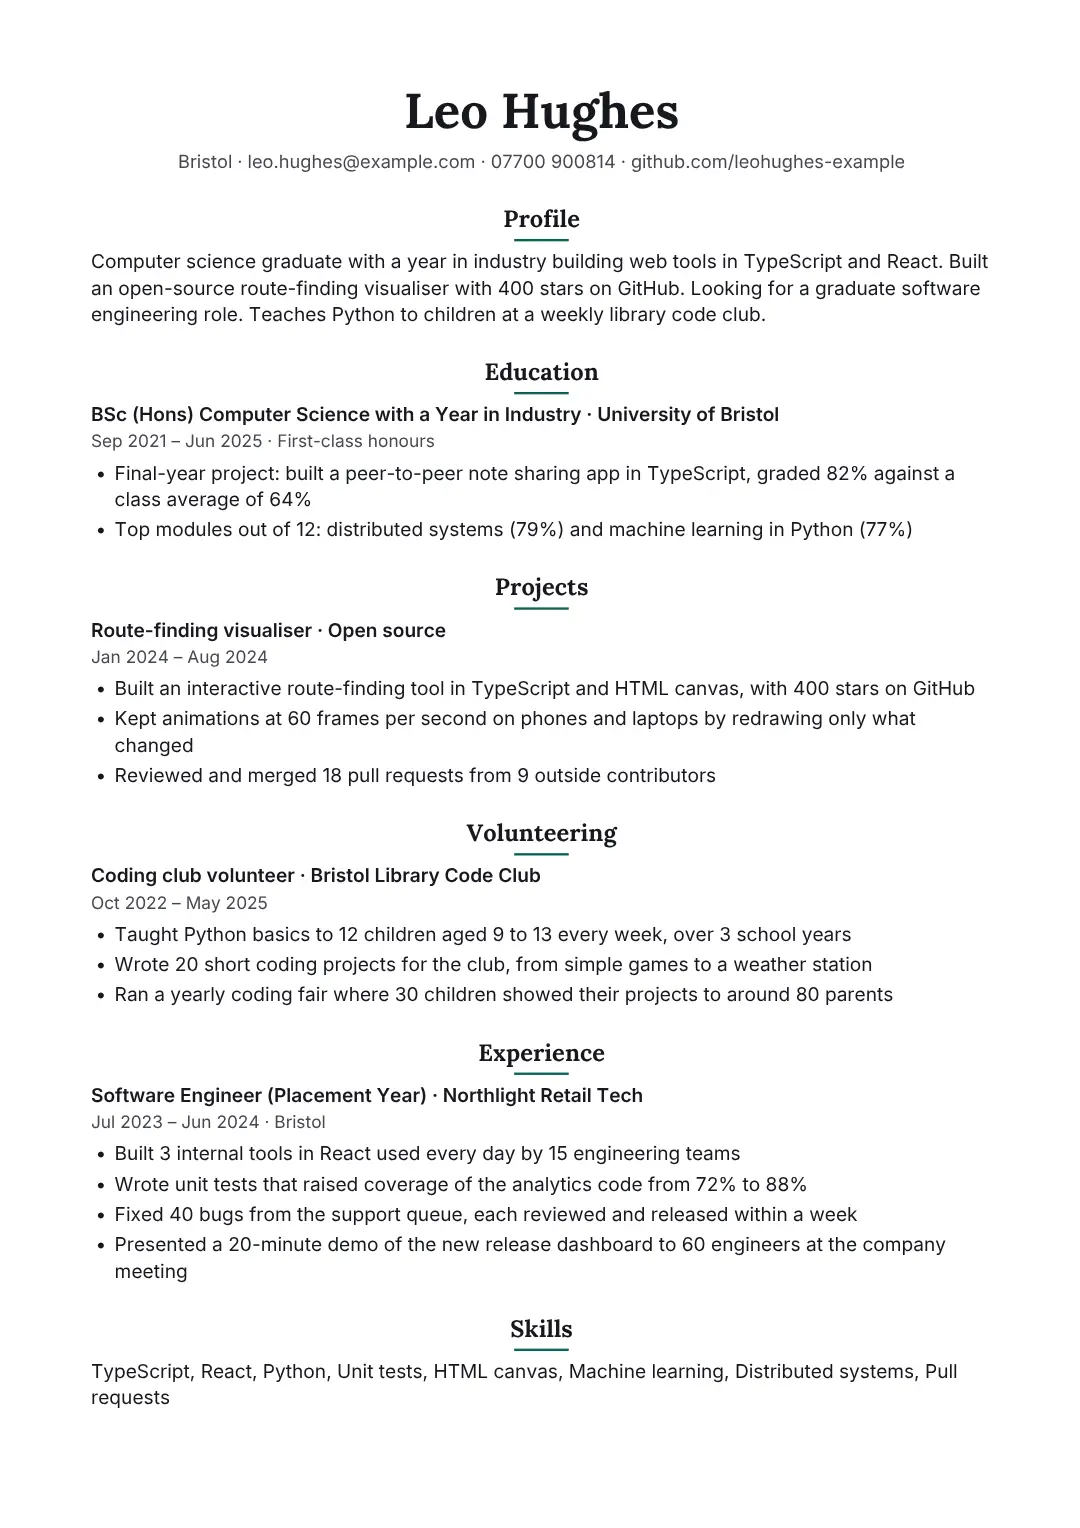 Leo Hughes
Bristol · leo.hughes@example.com · 07700 900814 · github.com/leohughes-example
Profile
Computer science graduate with a year in industry building web tools in TypeScript and React. Built
an open-source route-finding visualiser with 400 stars on GitHub. Looking for a graduate software
engineering role. Teaches Python to children at a weekly library code club.
Education
BSc (Hons) Computer Science with a Year in Industry · University of Bristol
Sep 2021 – Jun 2025 · First-class honours
• Final-year project: built a peer-to-peer note sharing app in TypeScript, graded 82% against a
class average of 64%
• Top modules out of 12: distributed systems (79%) and machine learning in Python (77%)
Projects
Route-finding visualiser · Open source
Jan 2024 – Aug 2024
• Built an interactive route-finding tool in TypeScript and HTML canvas, with 400 stars on GitHub
• Kept animations at 60 frames per second on phones and laptops by redrawing only what
changed
• Reviewed and merged 18 pull requests from 9 outside contributors
Volunteering
Coding club volunteer · Bristol Library Code Club
Oct 2022 – May 2025
• Taught Python basics to 12 children aged 9 to 13 every week, over 3 school years
• Wrote 20 short coding projects for the club, from simple games to a weather station
• Ran a yearly coding fair where 30 children showed their projects to around 80 parents
Experience
Software Engineer (Placement Year) · Northlight Retail Tech
Jul 2023 – Jun 2024 · Bristol
• Built 3 internal tools in React used every day by 15 engineering teams
• Wrote unit tests that raised coverage of the analytics code from 72% to 88%
• Fixed 40 bugs from the support queue, each reviewed and released within a week
• Presented a 20-minute demo of the new release dashboard to 60 engineers at the company
meeting
Skills
TypeScript, React, Python, Unit tests, HTML canvas, Machine learning, Distributed systems, Pull
requests